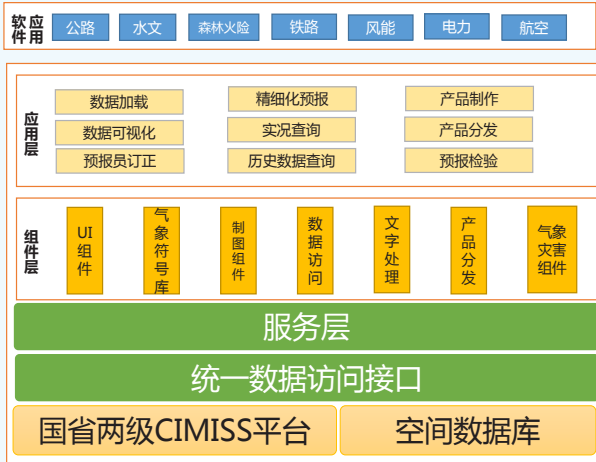 应用软件
公路 水文 森林火险 铁路 风能 电力 航空
应用层
数据加载 精细化预报 产品制作
数据可视化 实况查询 产品分发
预报员订正 历史数据查询 预报检验
组件层
UI组件 气象符号库 制图组件 数据访问 文字处理 产品分发 气象灾害组件
服务层
统一数据访问接口
国省两级CIMISS平台 空间数据库